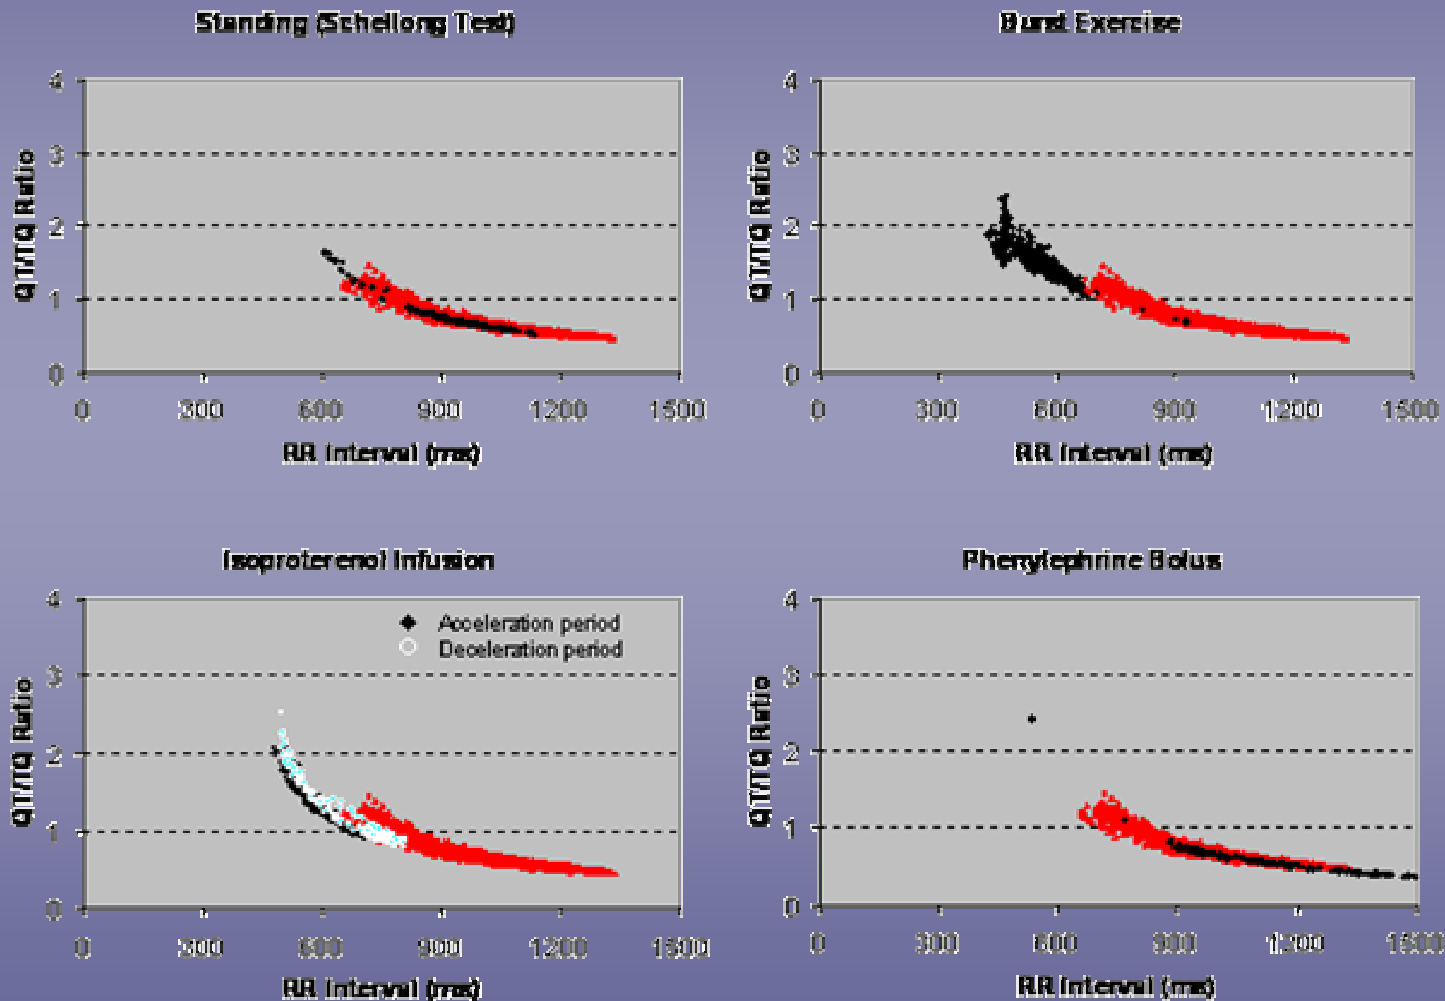 Standing (Schellong Test)
4
3
2
1
0
QT/TQ Ratio
0 300 600 900 1200 1500
RR Interval (ms)
Burst Exercise
4
3
2
1
0
QT/TQ Ratio
0 300 600 900 1200 1500
RR Interval (ms)
Isoproterenol Infusion
Acceleration period
Deceleration period
4
3
2
1
0
QT/TQ Ratio
0 300 600 900 1200 1500
RR Interval (ms)
Phenylephrine Bolus
4
3
2
1
0
QT/TQ Ratio
0 300 600 900 1200 1500
RR Interval (ms)